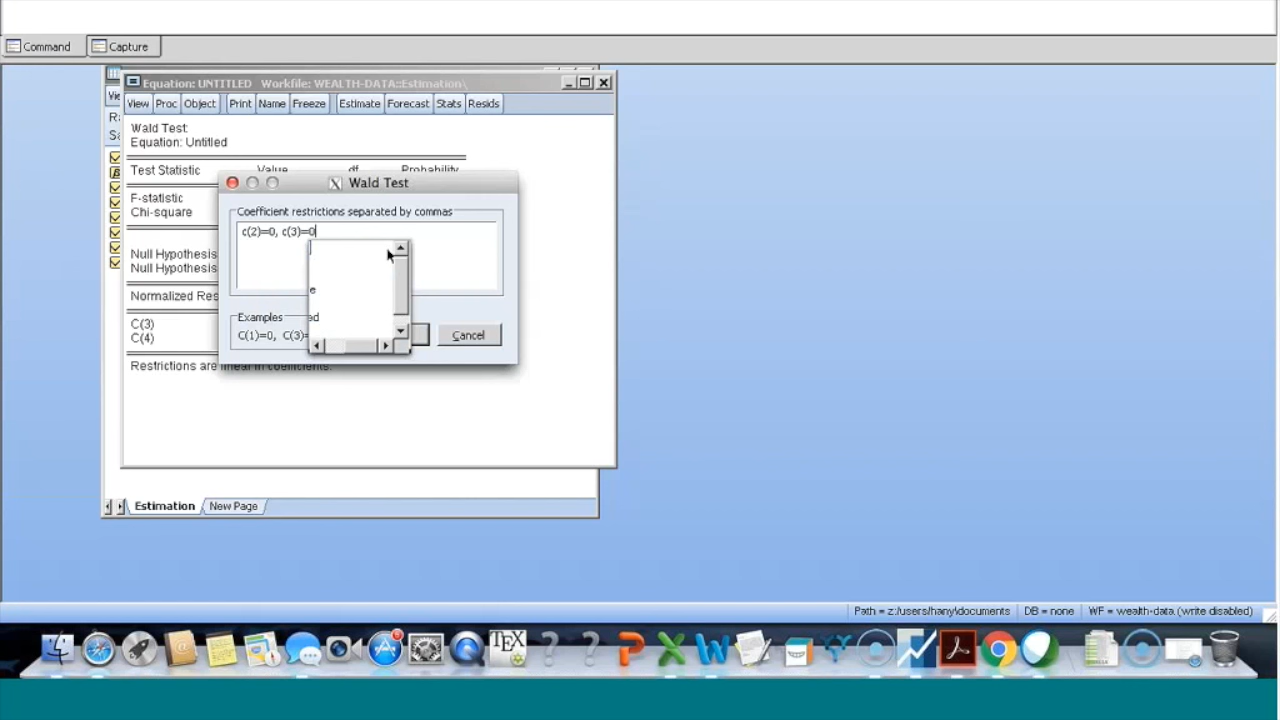 Command
Capture
Equation: UNTITLED Workfile: WEALTH-DATA::Estimation\
View Proc Object Print Name Freeze Estimate Forecast Stats Resids
Wald Test:
Equation: Untitled
Test Statistic Value df Probability
Wald Test
F-statistic
Chi-square
Coefficient restrictions separated by commas
c(2)=0, c(3)=0
Null Hypothesis
Null Hypothesis
e
Normalized Res
Examples
ed
C(1)=0, C(3)=
Cancel
C(3)
C(4)
Restrictions are linear in coefficients.
Estimation New Page
Path = z:/users/hany\documents DB = none WF = wealth-data (write disabled)
TEX
P X W